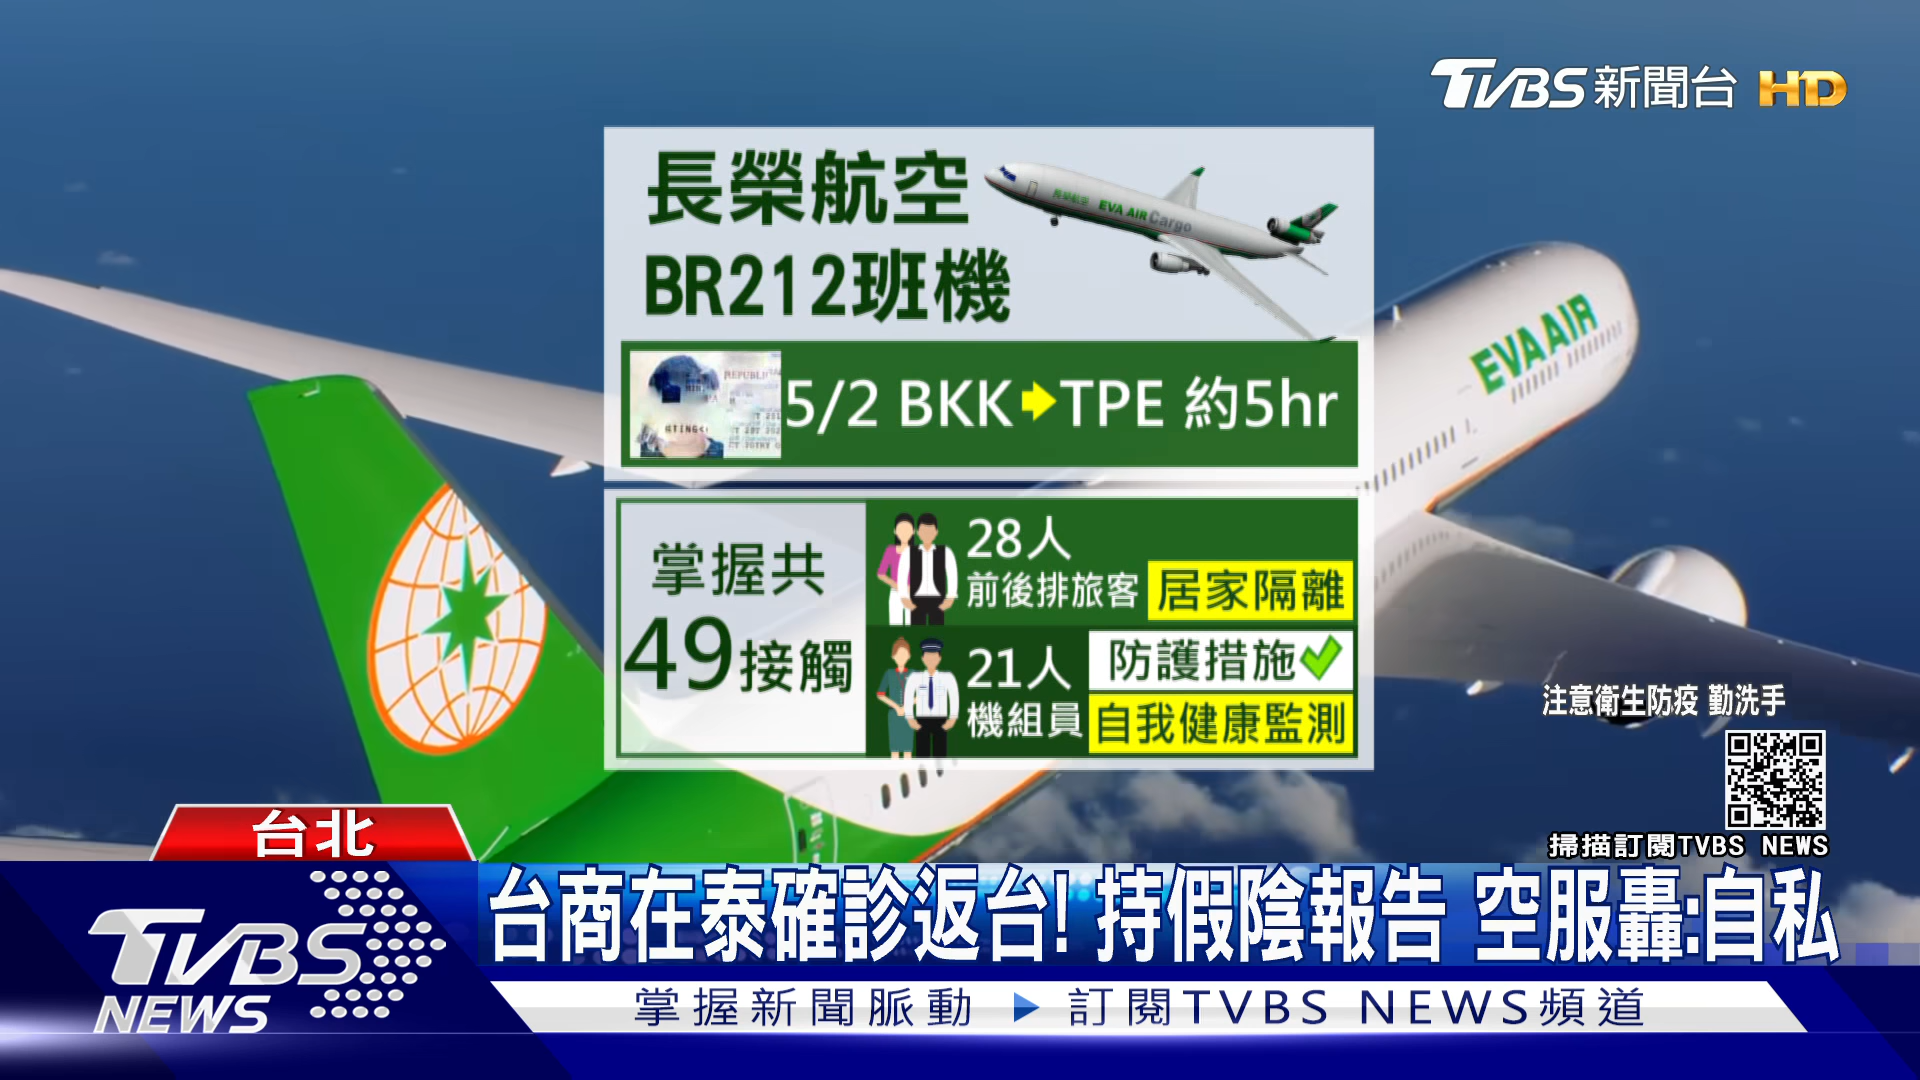 TVBS新聞台 HD
長榮航空
BR212班機
長榮航空 EVA AIR Cargo
EVA AIR
REPUBLIC
5/2 BKK➡TPE 約5hr
掌握共
49接觸
28人
前後排旅客
居家隔離
21人
機組員
防護措施✓
自我健康監測
注意衛生防疫 勤洗手
掃描訂閱TVBS NEWS
台北
台商在泰確診返台! 持假陰報告 空服轟:自私
TVBS
NEWS
掌握新聞脈動 ▶ 訂閱TVBS NEWS頻道